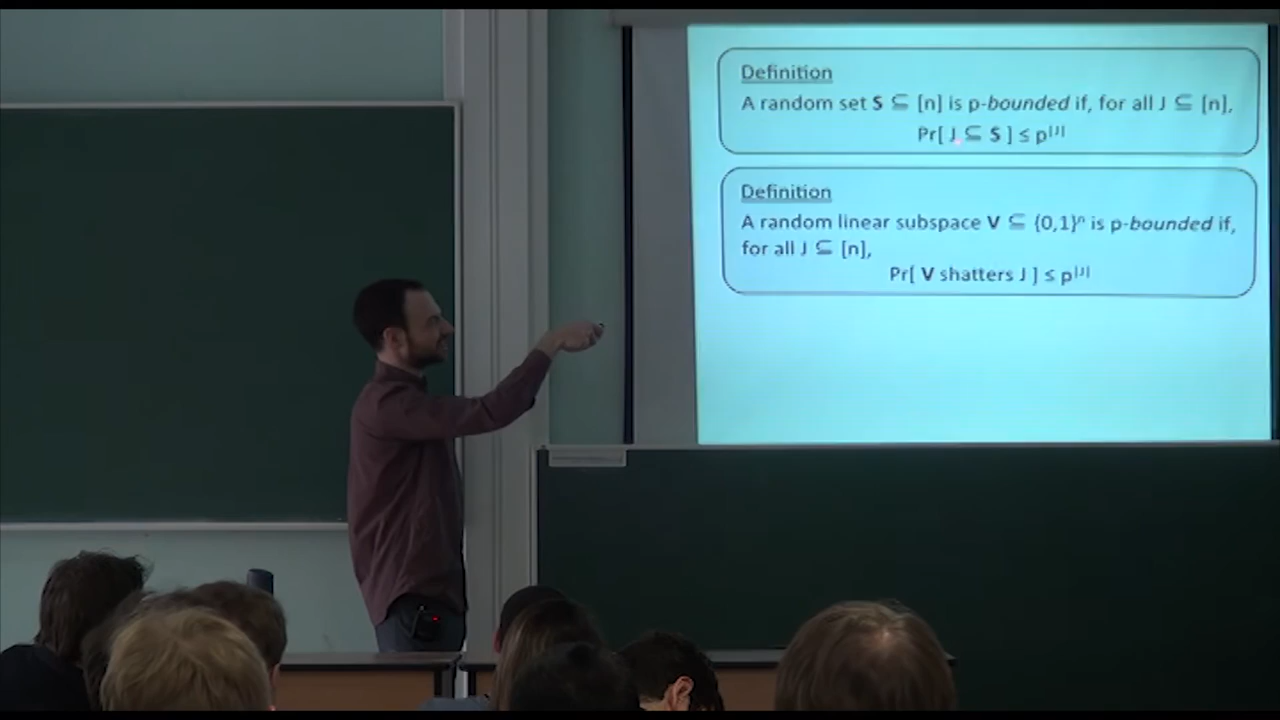 Definition
A random set S ⊆ [n] is p-bounded if, for all J ⊆ [n],
Pr[ J ⊆ S ] ≤ p^|J|
Definition
A random linear subspace V ⊆ {0,1}ⁿ is p-bounded if,
for all J ⊆ [n],
Pr[ V shatters J ] ≤ p^|J|